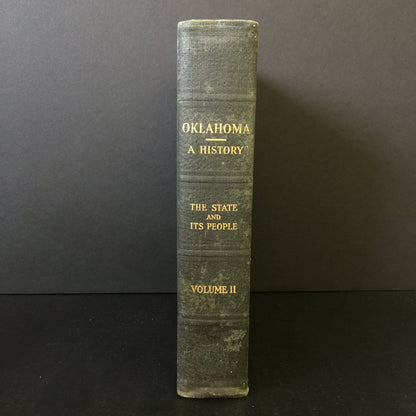 OKLAHOMA
A HISTORY
THE STATE
AND
ITS PEOPLE
VOLUME II